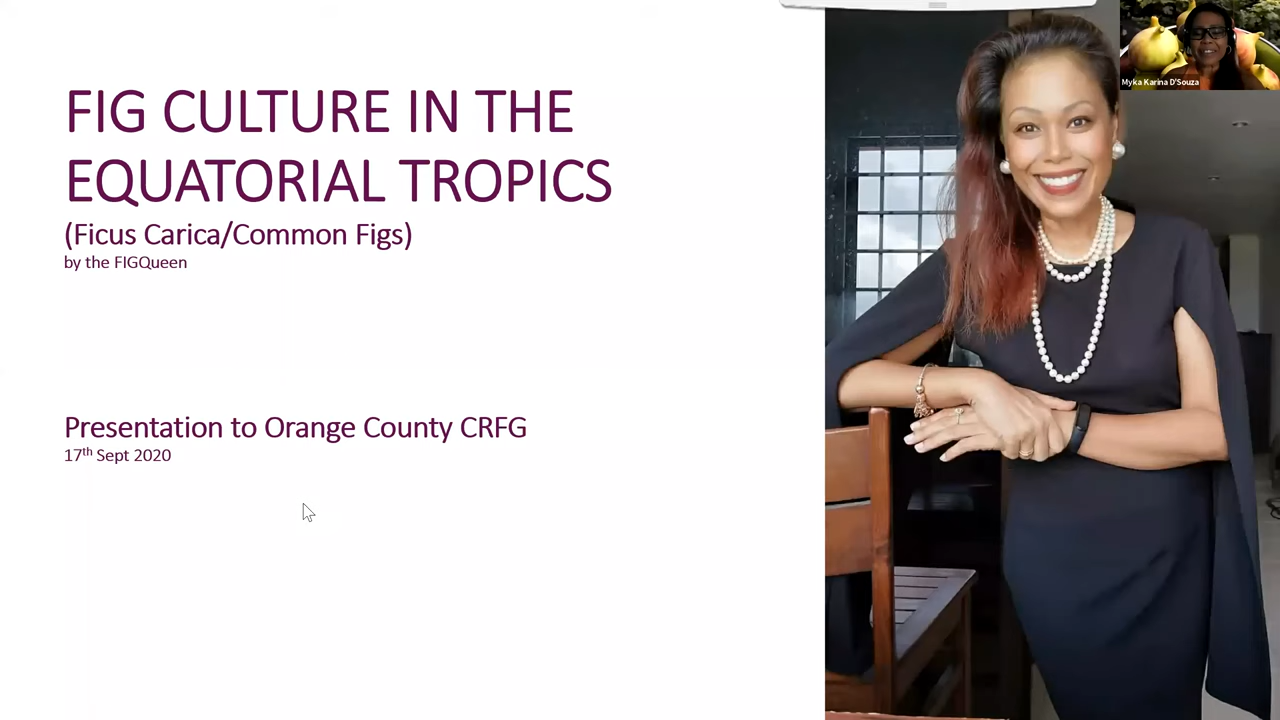 FIG CULTURE IN THE
EQUATORIAL TROPICS
(Ficus Carica/Common Figs)
by the FIGQueen
Presentation to Orange County CRFG
17th Sept 2020
Myka Karina D'Souza